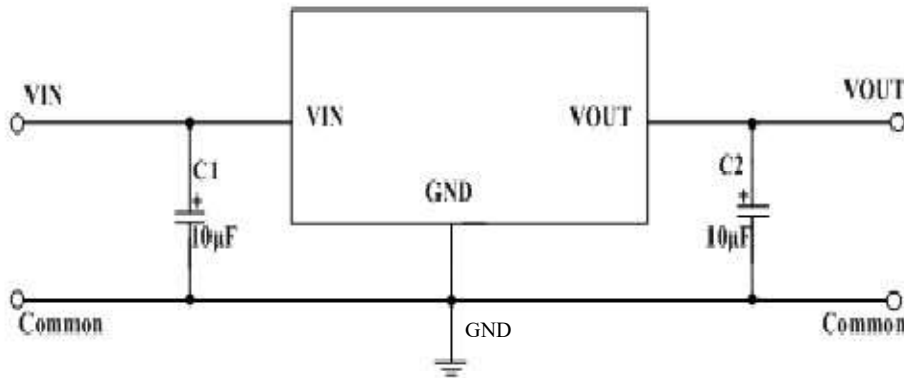 VIN
VOUT
VIN
VOUT
C1
+
10µF
GND
C2
+
10µF
Common
GND
Common